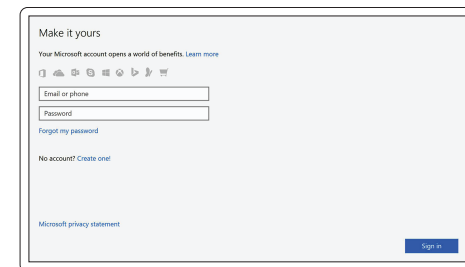 Make it yours
Your Microsoft account opens a world of benefits. Learn more
Email or phone
Password
Forgot my password
No account? Create one!
Microsoft privacy statement
Sign in